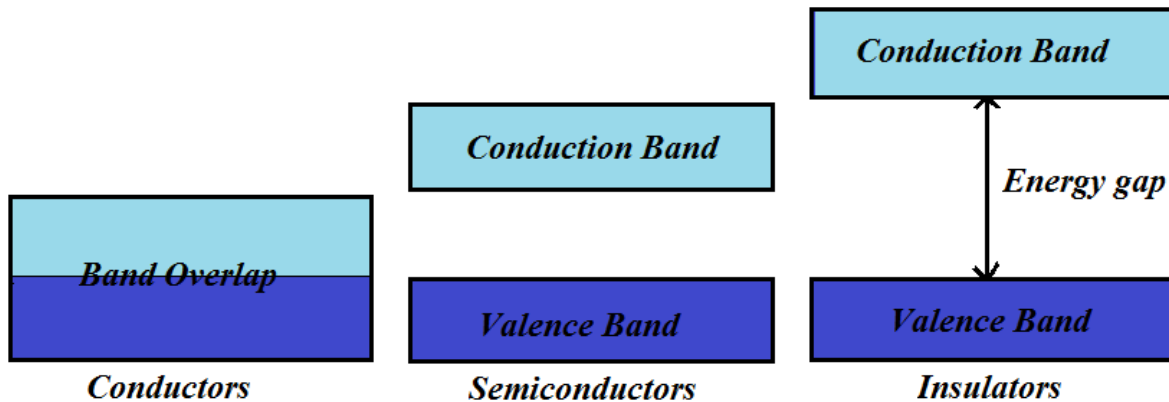 Conduction Band
Conduction Band
Energy gap
Band Overlap
Valence Band
Valence Band
Conductors
Semiconductors
Insulators